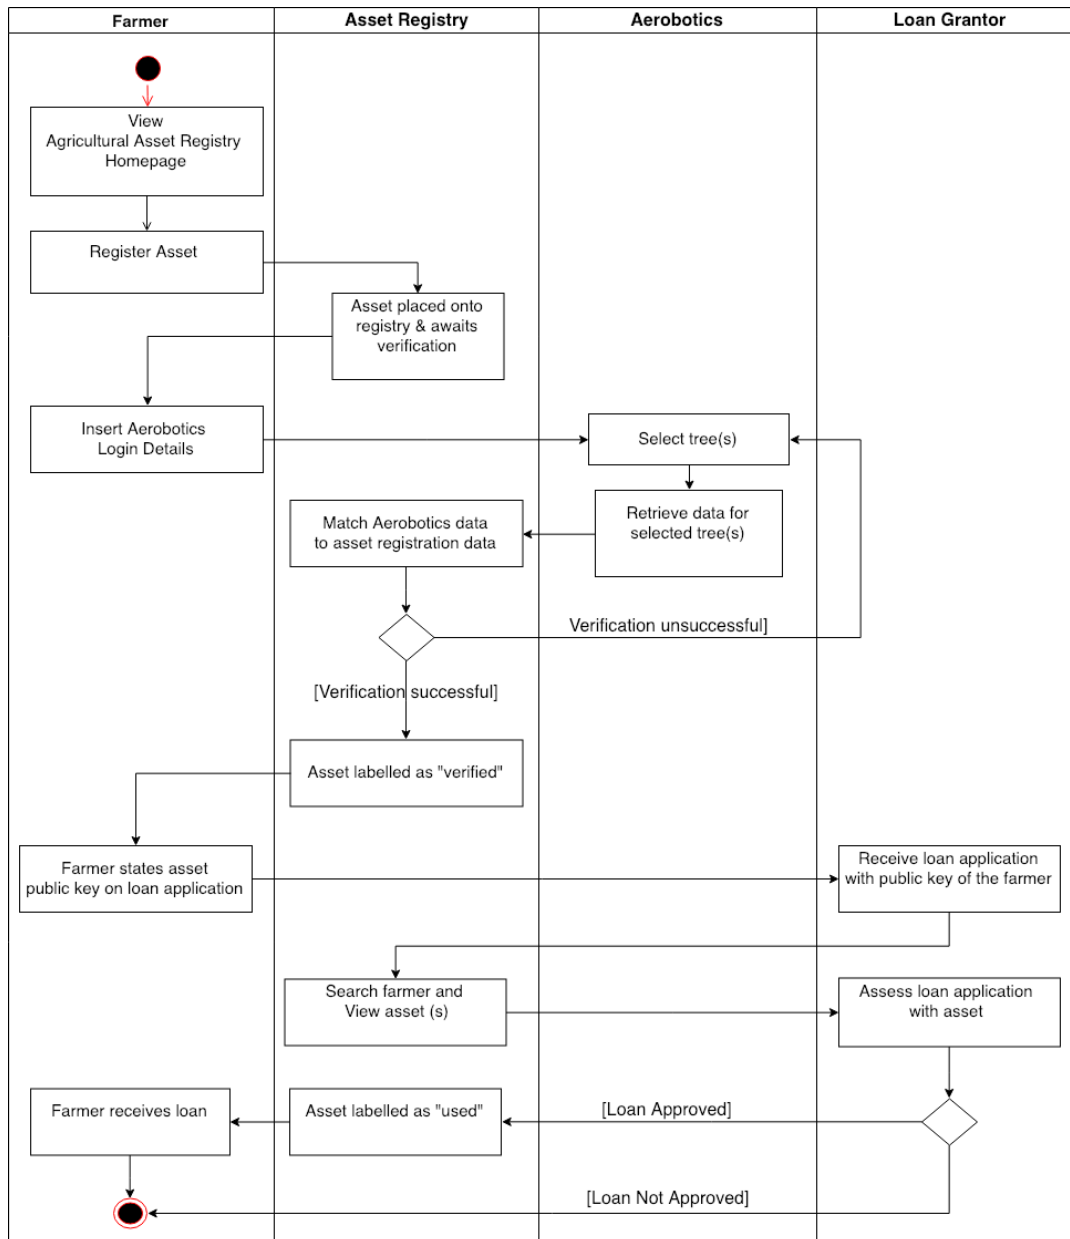 Farmer
Asset Registry
Aerobotics
Loan Grantor
View
Agricultural Asset Registry
Homepage
Register Asset
Asset placed onto
registry & awaits
verification
Insert Aerobotics
Login Details
Select tree(s)
Retrieve data for
selected tree(s)
Match Aerobotics data
to asset registration data
Verification unsuccessful]
[Verification successful]
Asset labelled as "verified"
Farmer states asset
public key on loan application
Receive loan application
with public key of the farmer
Search farmer and
View asset (s)
Assess loan application
with asset
Farmer receives loan
Asset labelled as "used"
[Loan Approved]
[Loan Not Approved]